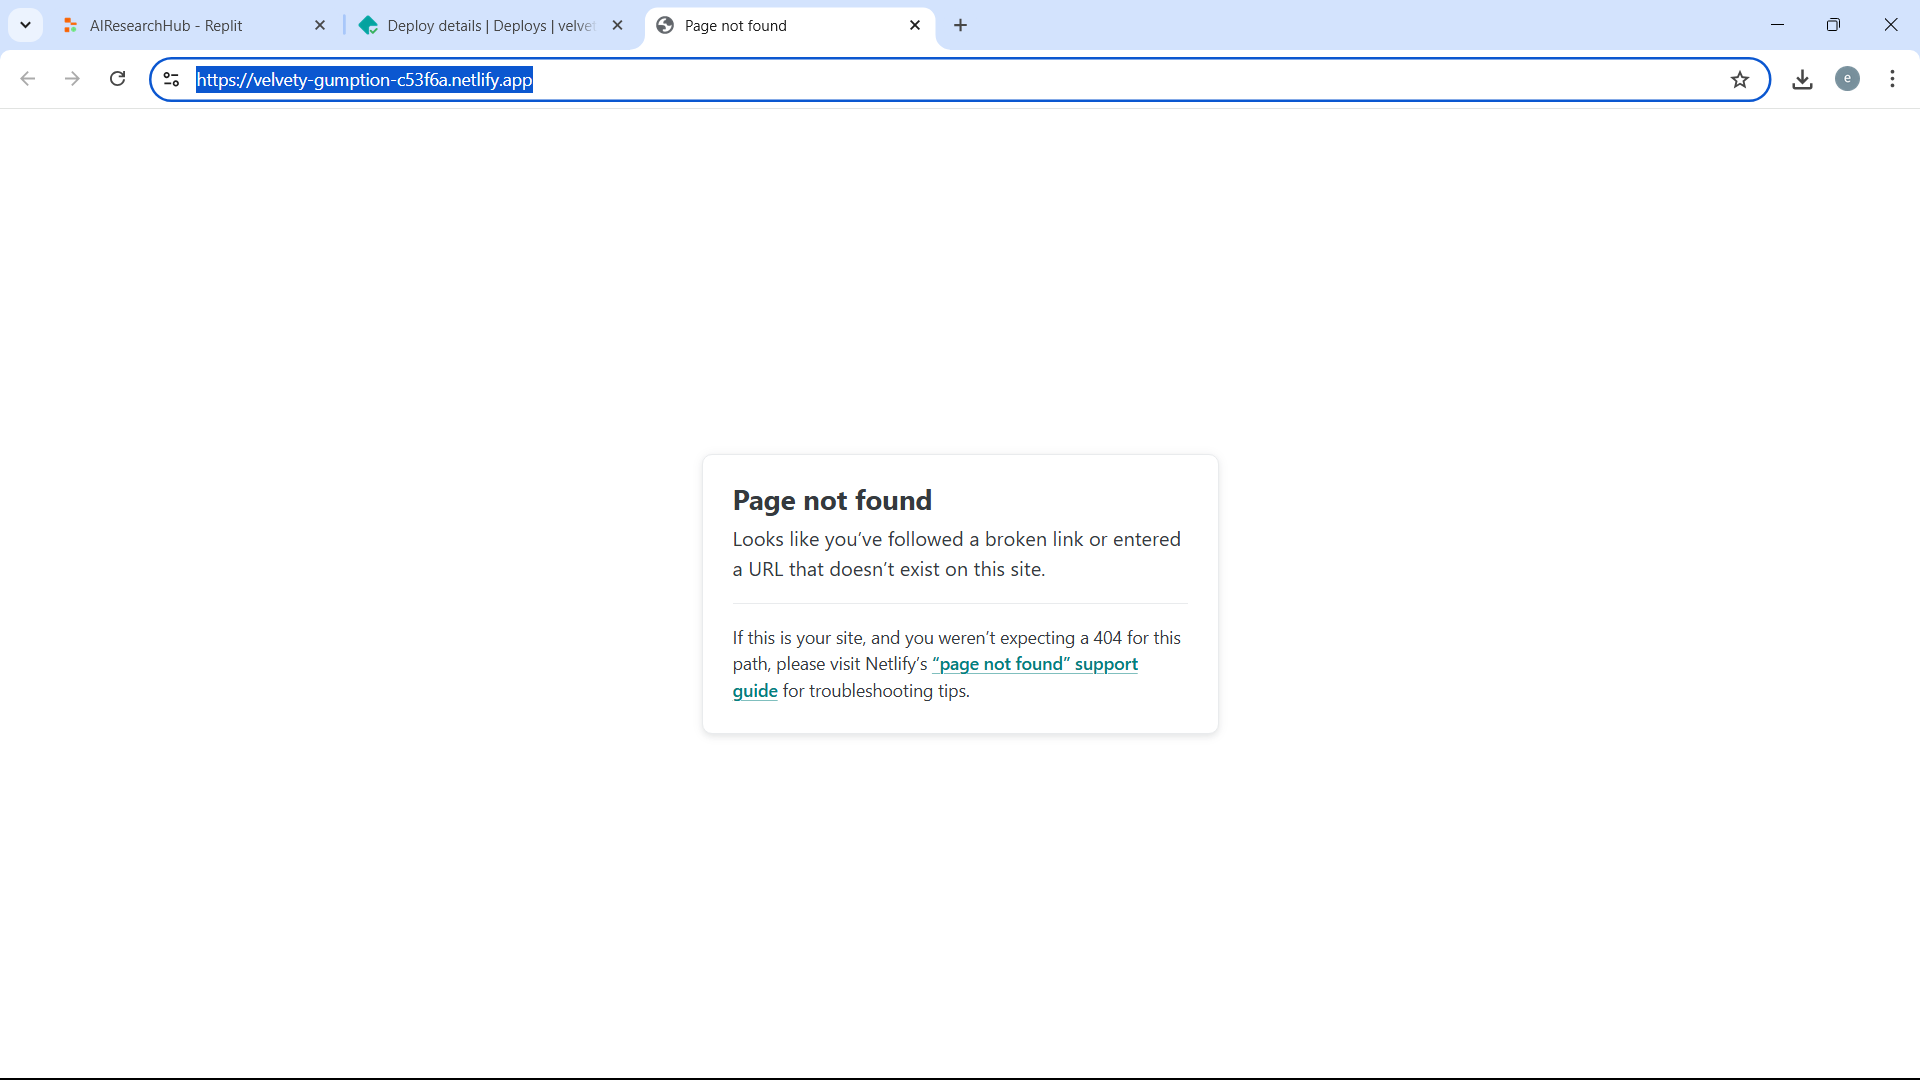 AIResearchHub - Replit
Deploy details | Deploys | velvet
Page not found
https://velvety-gumption-c53f6a.netlify.app
e
Page not found
Looks like you’ve followed a broken link or entered
a URL that doesn’t exist on this site.
If this is your site, and you weren’t expecting a 404 for this
path, please visit Netlify’s “page not found” support
guide for troubleshooting tips.